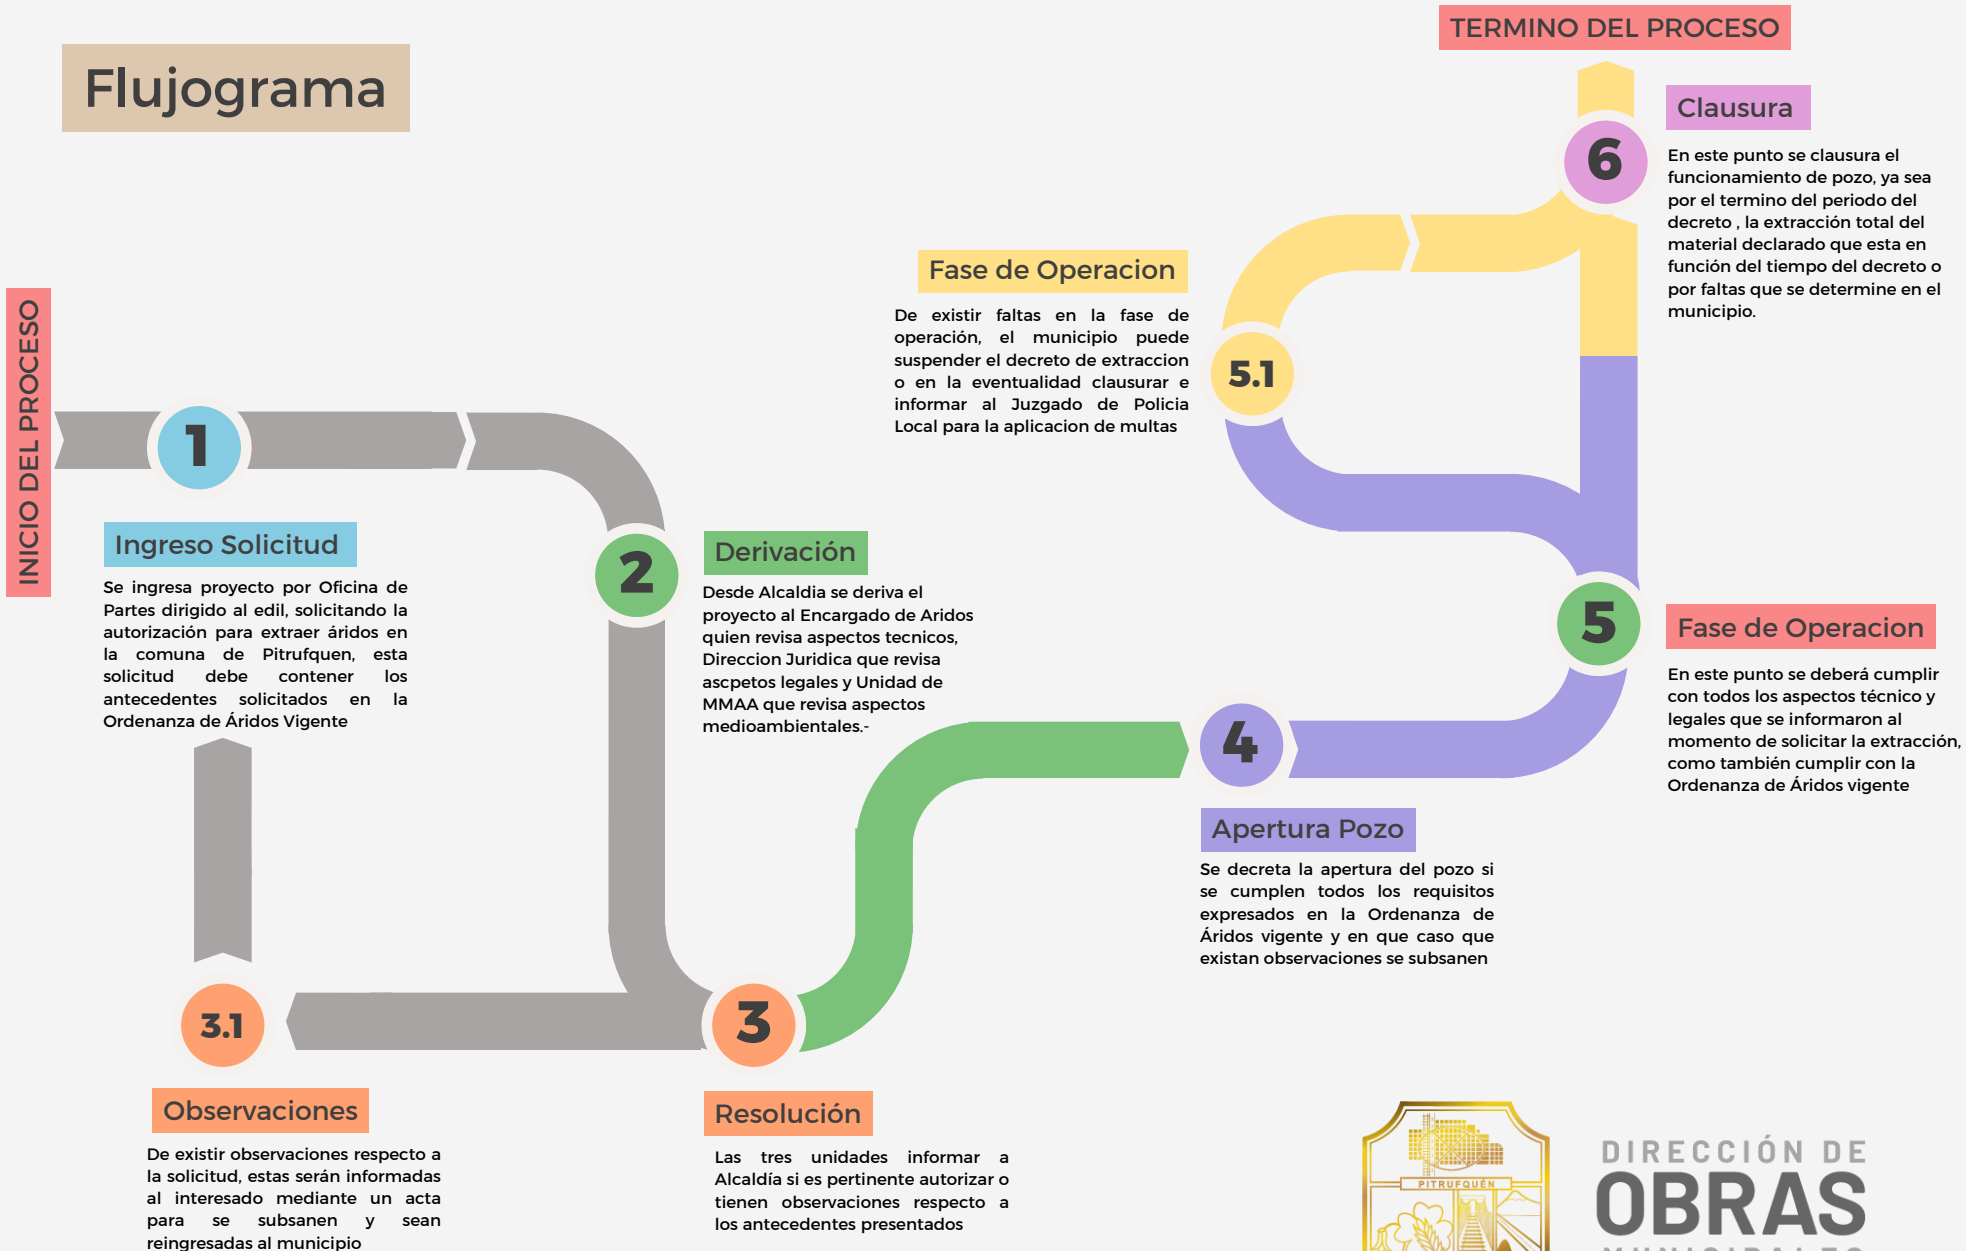 Flujograma
INICIO DEL PROCESO
1
Ingreso Solicitud
Se ingresa proyecto por Oficina de
Partes dirigido al edil, solicitando la
autorización para extraer áridos en
la comuna de Pitrufquen, esta
solicitud debe contener los
antecedentes solicitados en la
Ordenanza de Áridos Vigente
2
Derivación
Desde Alcaldia se deriva el
proyecto al Encargado de Aridos
quien revisa aspectos tecnicos,
Direccion Juridica que revisa
ascpetos legales y Unidad de
MMAA que revisa aspectos
medioambientales.-
3
Resolución
Las tres unidades informar a
Alcaldía si es pertinente autorizar o
tienen observaciones respecto a
los antecedentes presentados
3.1
Observaciones
De existir observaciones respecto a
la solicitud, estas serán informadas
al interesado mediante un acta
para se subsanen y sean
reingresadas al municipio
4
Apertura Pozo
Se decreta la apertura del pozo si
se cumplen todos los requisitos
expresados en la Ordenanza de
Áridos vigente y en que caso que
existan observaciones se subsanen
5
Fase de Operacion
En este punto se deberá cumplir
con todos los aspectos técnico y
legales que se informaron al
momento de solicitar la extracción,
como también cumplir con la
Ordenanza de Áridos vigente
5.1
Fase de Operacion
De existir faltas en la fase de
operación, el municipio puede
suspender el decreto de extraccion
o en la eventualidad clausurar e
informar al Juzgado de Policia
Local para la aplicacion de multas
6
Clausura
En este punto se clausura el
funcionamiento de pozo, ya sea
por el termino del periodo del
decreto , la extracción total del
material declarado que esta en
función del tiempo del decreto o
por faltas que se determine en el
municipio.
TERMINO DEL PROCESO
PITRUFQUÉN
DIRECCIÓN DE
OBRAS
MUNICIPALES